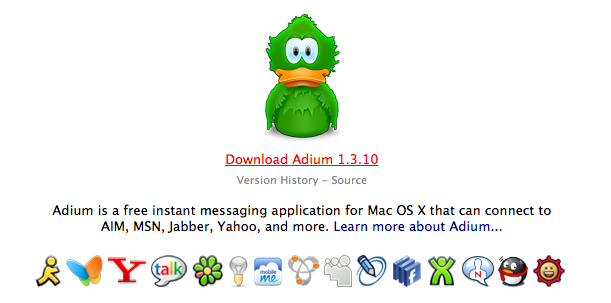 Download Adium 1.3.10
Version History - Source
Adium is a free instant messaging application for Mac OS X that can connect to
AIM, MSN, Jabber, Yahoo, and more. Learn more about Adium...
Y talk mobile me f N